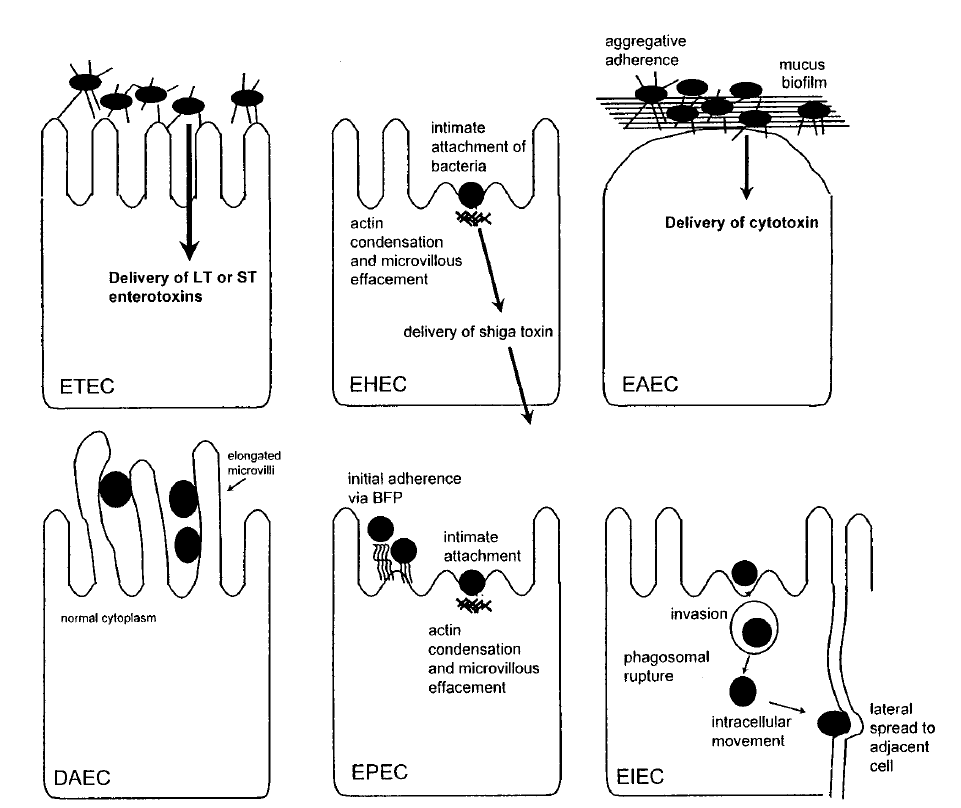 Delivery of LT or ST
enterotoxins
ETEC
intimate
attachment of
bacteria
actin
condensation
and microvillous
effacement
delivery of shiga toxin
EHEC
aggregative
adherence
mucus
biofilm
Delivery of cytotoxin
EAEC
elongated
microvilli
normal cytoplasm
DAEC
initial adherence
via BFP
intimate
attachment
actin
condensation
and microvillous
effacement
EPEC
invasion
phagosomal
rupture
intracellular
movement
lateral
spread to
adjacent
cell
EIEC